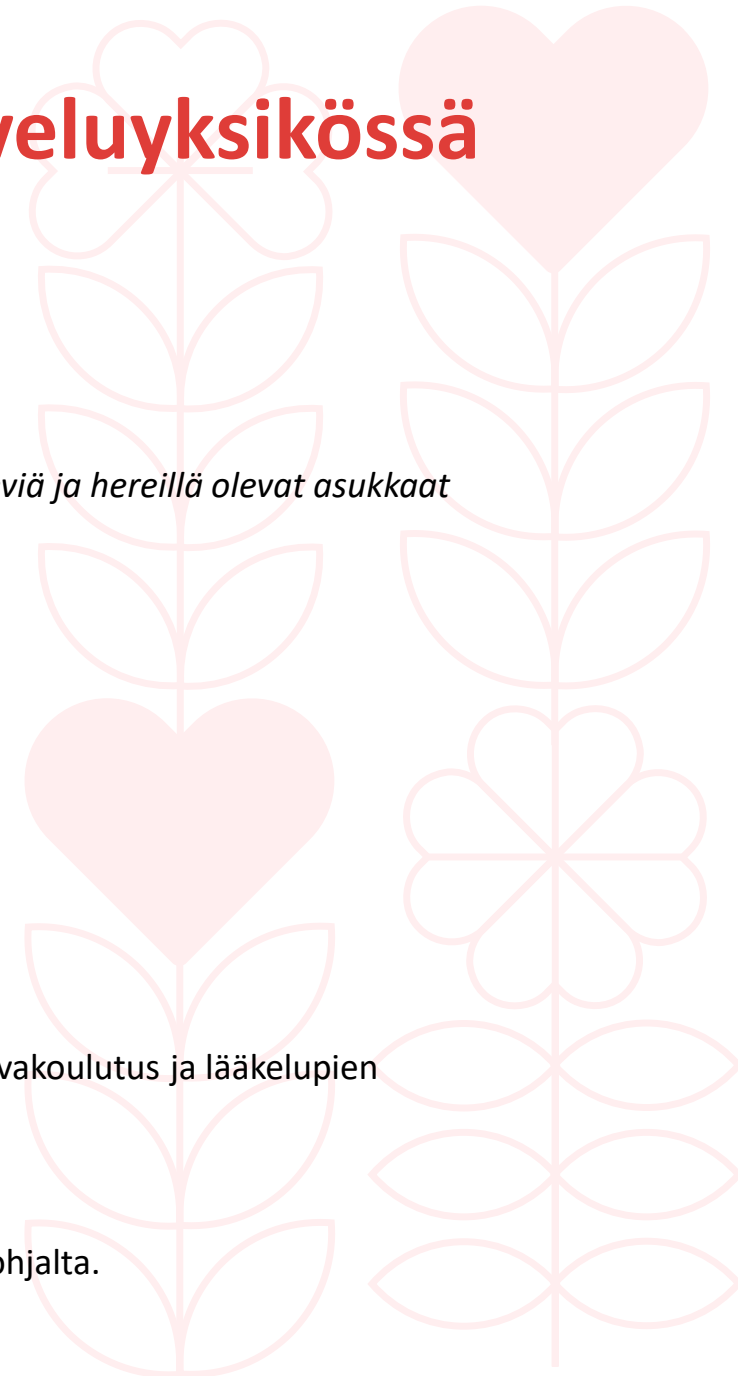 veluyksikössä
viä ja hereillä olevat asukkaat
vakoulutus ja lääkelupien
ohjalta.